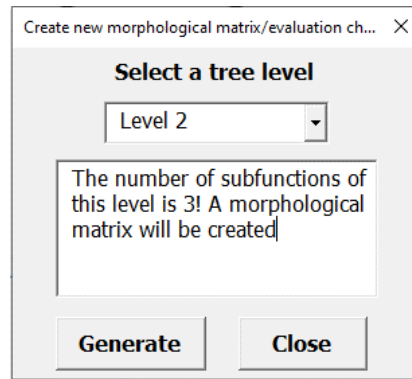 Create new morphological matrix/evaluation ch...
Select a tree level
Level 2
The number of subfunctions of
this level is 3! A morphological
matrix will be created
Generate Close